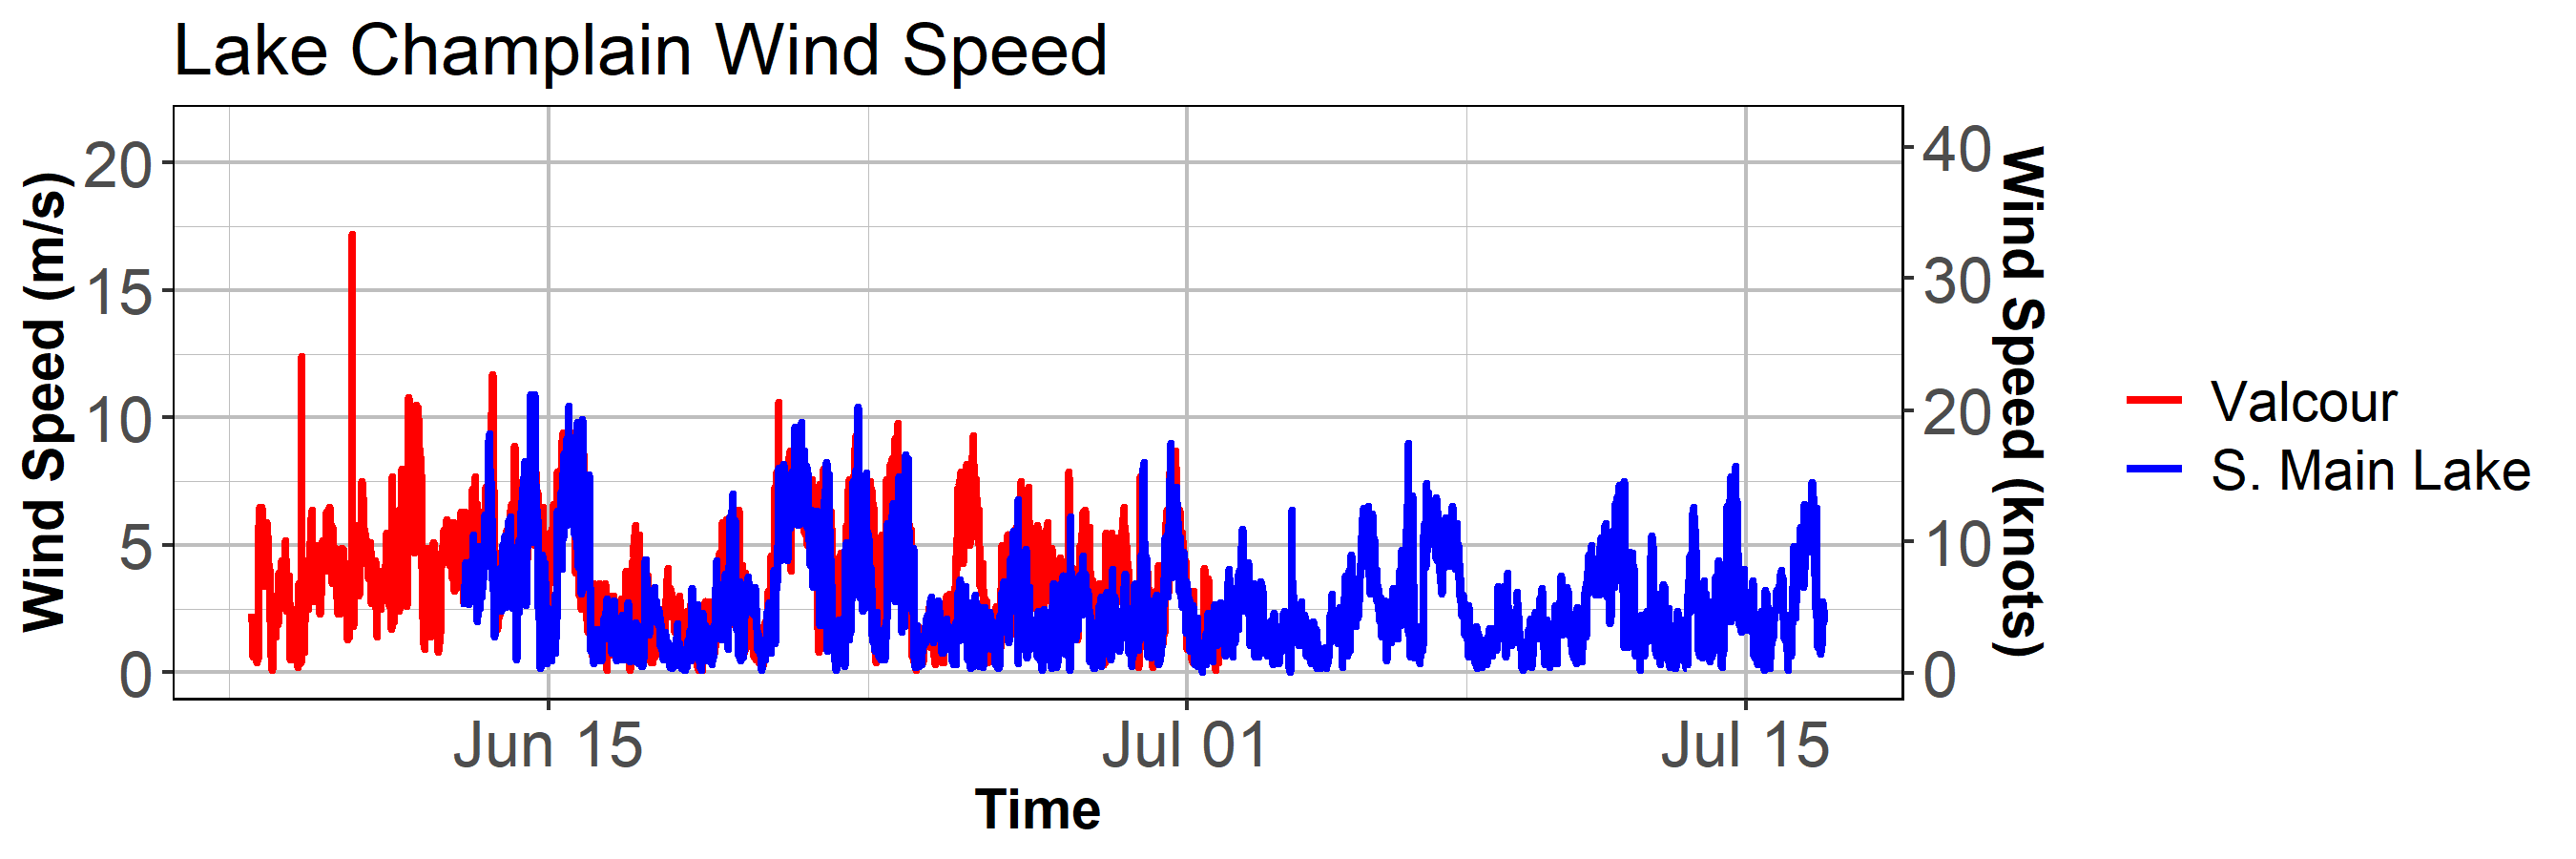 Lake Champlain Wind Speed
Wind Speed (m/s)
20
15
10
5
0
40
30
20
10
0
Wind Speed (knots)
Valcour
S. Main Lake
Jun 15
Jul 01
Jul 15
Time